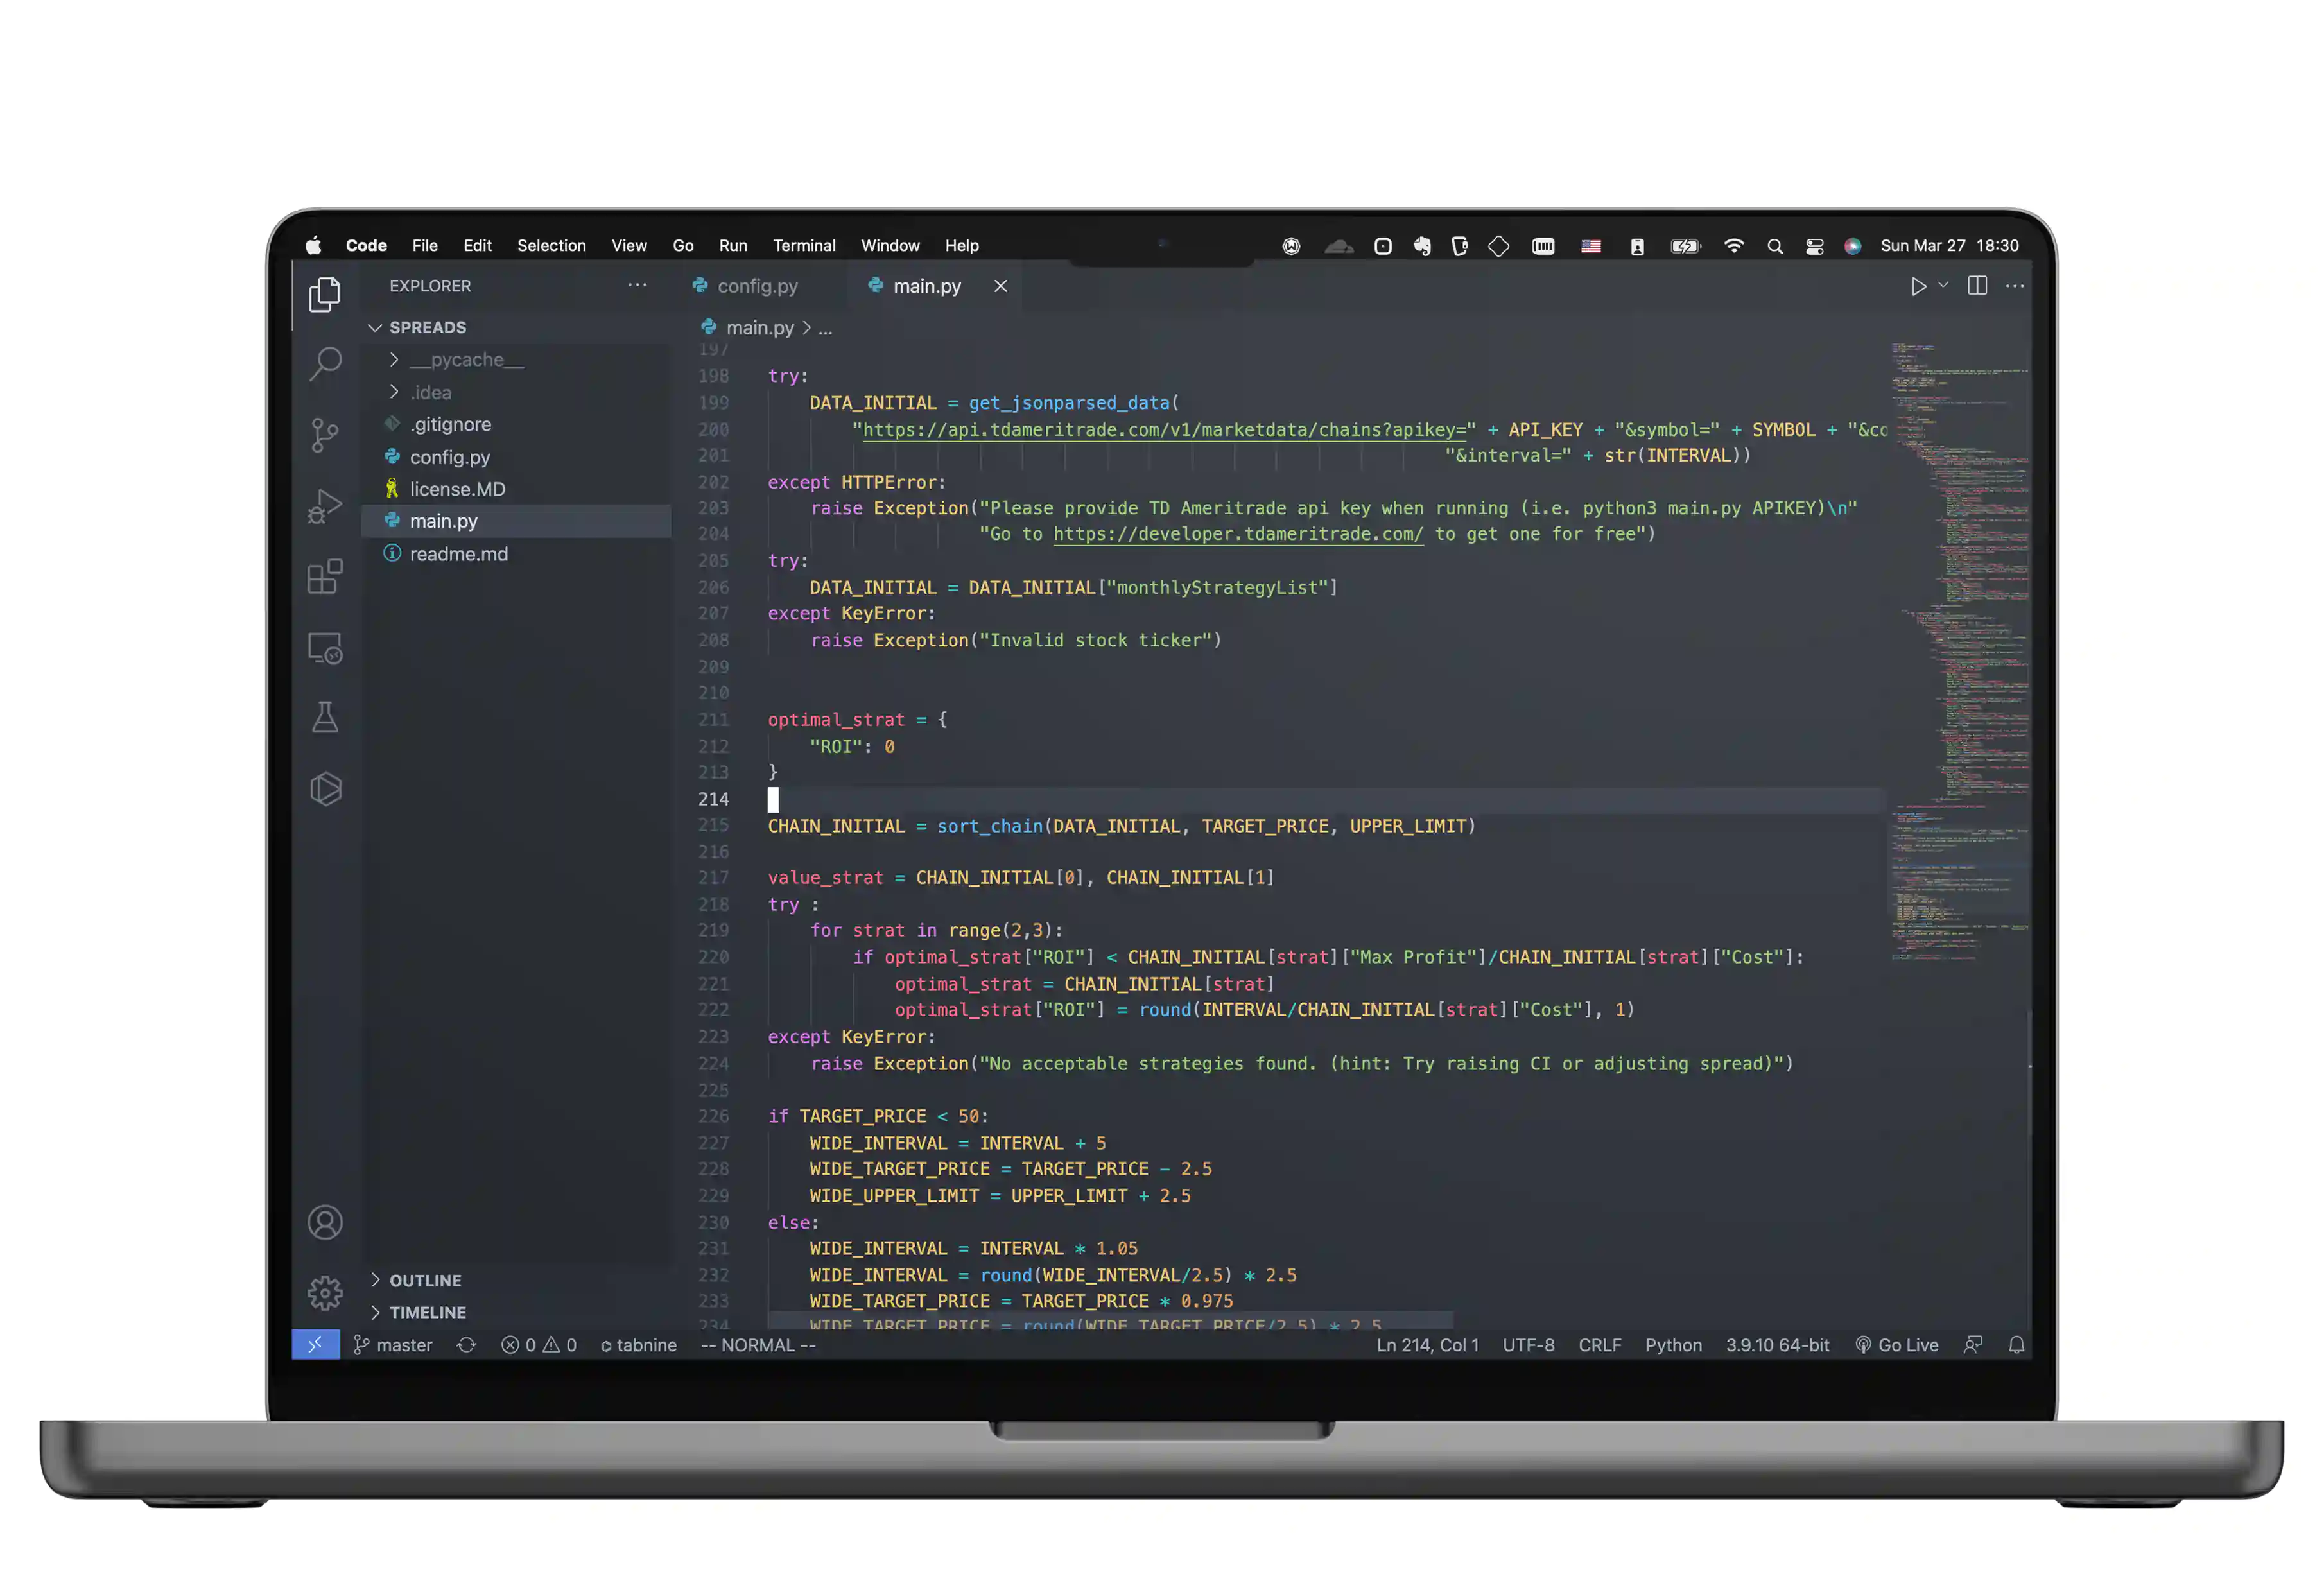 Code File Edit Selection View Go Run Terminal Window Help Sun Mar 27 18:30
EXPLORER
SPREADS
__pycache__
.idea
.gitignore
config.py
license.MD
main.py
readme.md
OUTLINE
TIMELINE
config.py main.py
main.py > ...
197
198 try:
199 DATA_INITIAL = get_jsonparsed_data(
200 "https://api.tdameritrade.com/v1/marketdata/chains?apikey=" + API_KEY + "&symbol=" + SYMBOL + "&co
201 "&interval=" + str(INTERVAL))
202 except HTTPError:
203 raise Exception("Please provide TD Ameritrade api key when running (i.e. python3 main.py APIKEY)\n"
204 "Go to https://developer.tdameritrade.com/ to get one for free")
205 try:
206 DATA_INITIAL = DATA_INITIAL["monthlyStrategyList"]
207 except KeyError:
208 raise Exception("Invalid stock ticker")
209
210
211 optimal_strat = {
212 "ROI": 0
213 }
214
215 CHAIN_INITIAL = sort_chain(DATA_INITIAL, TARGET_PRICE, UPPER_LIMIT)
216
217 value_strat = CHAIN_INITIAL[0], CHAIN_INITIAL[1]
218 try :
219 for strat in range(2,3):
220 if optimal_strat["ROI"] < CHAIN_INITIAL[strat]["Max Profit"]/CHAIN_INITIAL[strat]["Cost"]:
221 optimal_strat = CHAIN_INITIAL[strat]
222 optimal_strat["ROI"] = round(INTERVAL/CHAIN_INITIAL[strat]["Cost"], 1)
223 except KeyError:
224 raise Exception("No acceptable strategies found. (hint: Try raising CI or adjusting spread)")
225
226 if TARGET_PRICE < 50:
227 WIDE_INTERVAL = INTERVAL + 5
228 WIDE_TARGET_PRICE = TARGET_PRICE - 2.5
229 WIDE_UPPER_LIMIT = UPPER_LIMIT + 2.5
230 else:
231 WIDE_INTERVAL = INTERVAL * 1.05
232 WIDE_INTERVAL = round(WIDE_INTERVAL/2.5) * 2.5
233 WIDE_TARGET_PRICE = TARGET_PRICE * 0.975
234 WIDE_TARGET_PRICE = round(WIDE_TARGET_PRICE/2.5) * 2.5
master 0 0 tabnine -- NORMAL -- Ln 214, Col 1 UTF-8 CRLF Python 3.9.10 64-bit Go Live